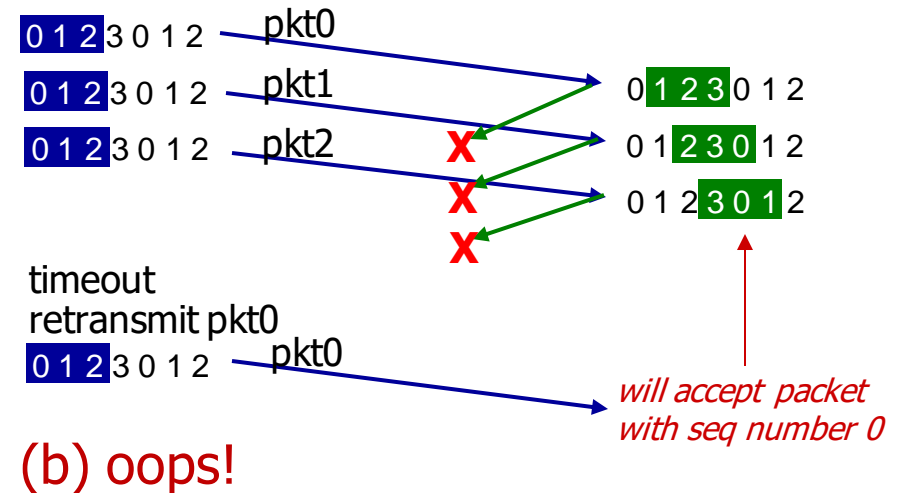 0 1 2 3 0 1 2 pkt0
0 1 2 3 0 1 2 pkt1 0 1 2 3 0 1 2
0 1 2 3 0 1 2 pkt2 X 0 1 2 3 0 1 2
X 0 1 2 3 0 1 2
X
timeout
retransmit pkt0
0 1 2 3 0 1 2 pkt0
will accept packet
with seq number 0
(b) oops!